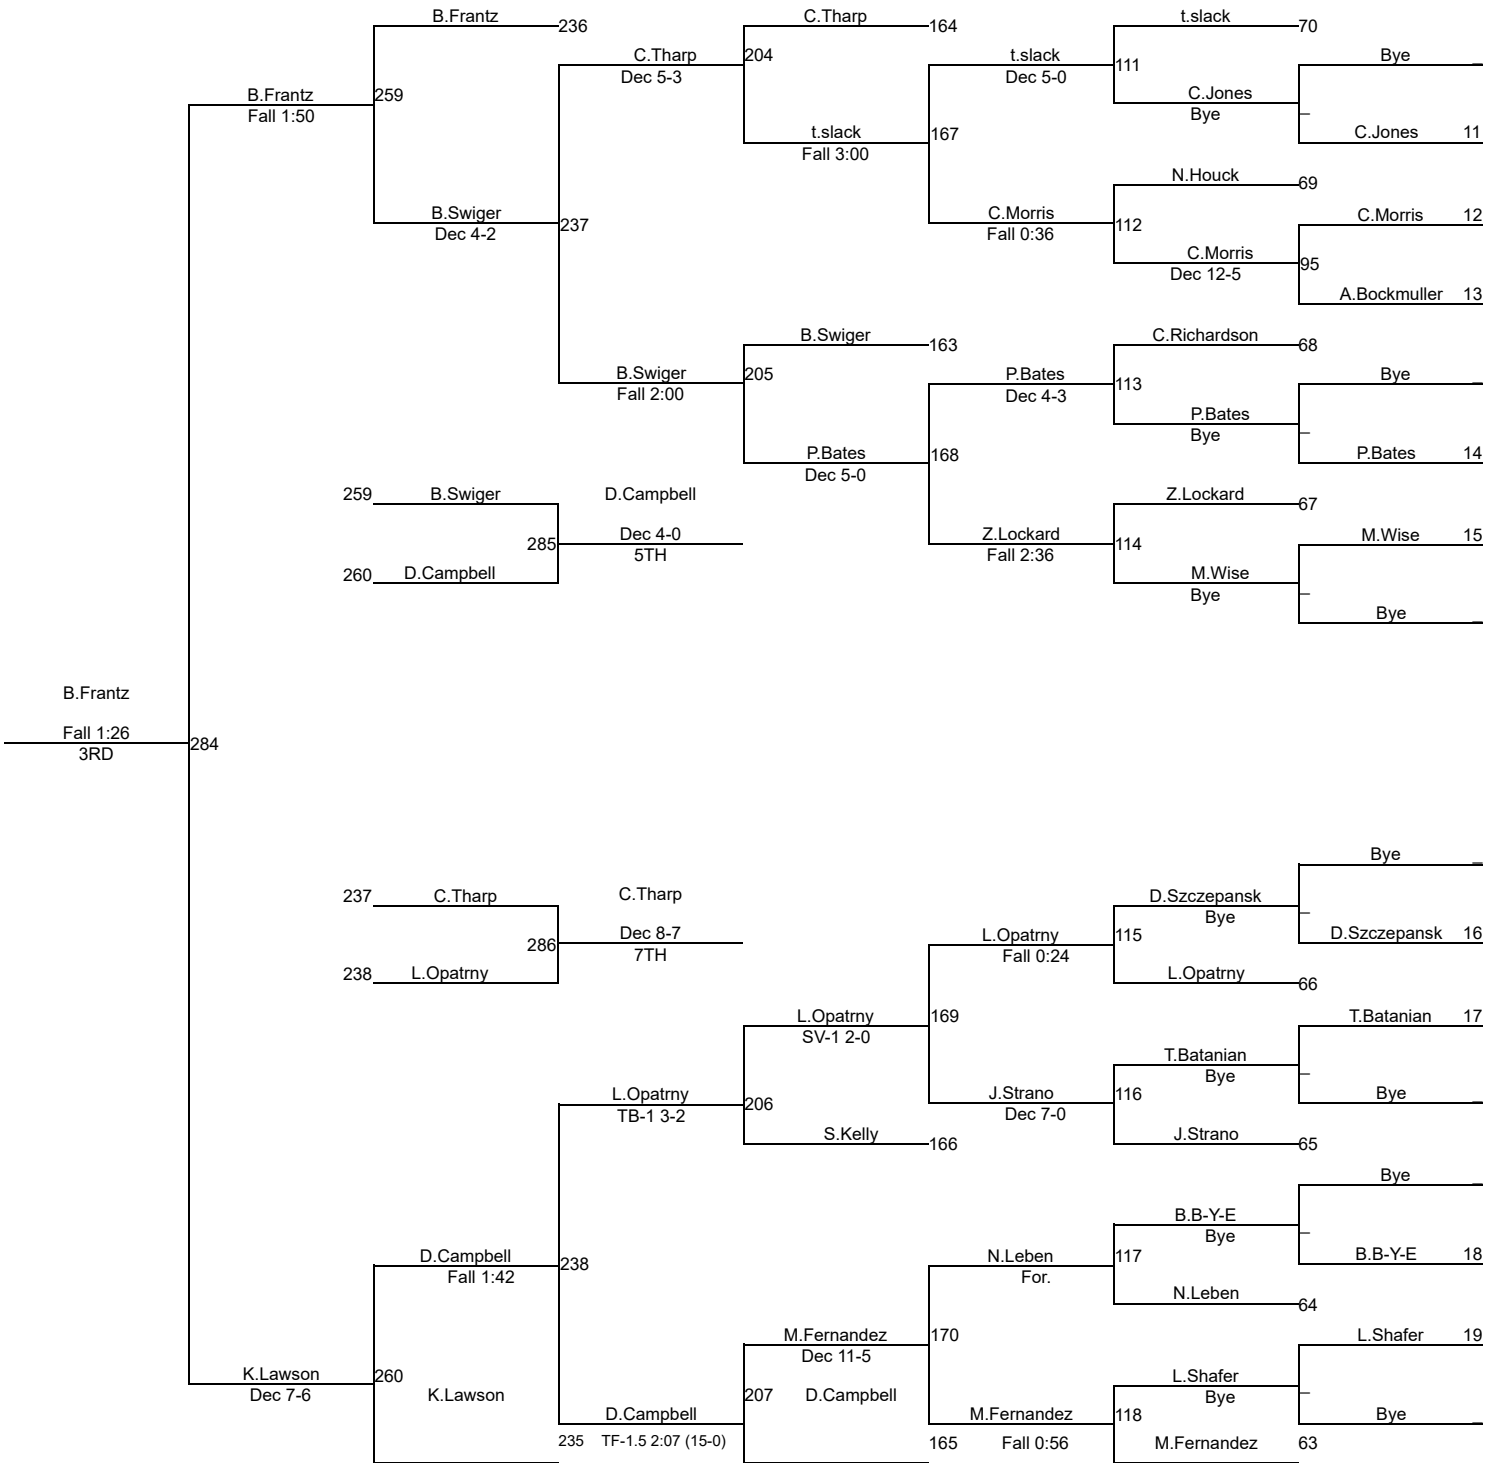 B.Frantz 236 C.Tharp 164 t.slack 70
C.Tharp 204 t.slack 111 Bye _
Dec 5-3 Dec 5-0
B.Frantz 259 C.Jones
Fall 1:50 Bye _
t.slack 167 C.Jones 11
Fall 3:00
N.Houck 69
B.Swiger 237 C.Morris 112 C.Morris 12
Dec 4-2 Fall 0:36
C.Morris 95
Dec 12-5
A.Bockmuller 13
B.Swiger 163 C.Richardson 68
B.Swiger 205 P.Bates 113 Bye _
Fall 2:00 Dec 4-3
P.Bates
Bye _
P.Bates 168 P.Bates 14
Dec 5-0
259 B.Swiger D.Campbell Z.Lockard 67
285 Dec 4-0 Z.Lockard 114 M.Wise 15
5TH Fall 2:36
260 D.Campbell M.Wise
Bye _
Bye _
B.Frantz
Fall 1:26 284
3RD
Bye _
237 C.Tharp C.Tharp D.Szczepansk
Bye _
286 Dec 8-7 L.Opatrny 115 D.Szczepansk 16
7TH Fall 0:24
238 L.Opatrny L.Opatrny 66
L.Opatrny 169 T.Batanian 17
SV-1 2-0
T.Batanian
Bye _
L.Opatrny 206 J.Strano 116 Bye _
TB-1 3-2 Dec 7-0
S.Kelly 166 J.Strano 65
Bye _
B.B-Y-E
Bye _
D.Campbell 238 N.Leben 117 B.B-Y-E 18
Fall 1:42 For.
N.Leben 64
M.Fernandez 170 L.Shafer 19
Dec 11-5
K.Lawson 260 L.Shafer
Dec 7-6 K.Lawson 207 D.Campbell Bye _
D.Campbell M.Fernandez 118 Bye _
235 TF-1.5 2:07 (15-0) 165 Fall 0:56 M.Fernandez 63